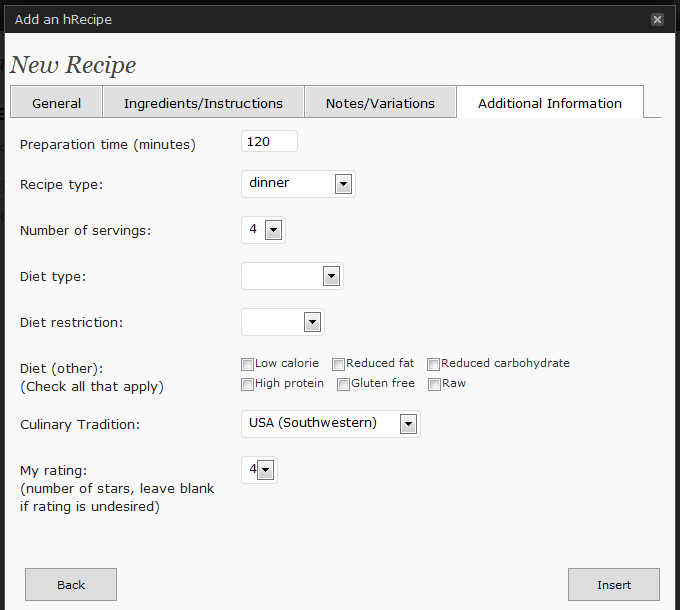 Add an hRecipe
New Recipe
General Ingredients/Instructions Notes/Variations Additional Information
Preparation time (minutes) 120
Recipe type: dinner
Number of servings: 4
Diet type:
Diet restriction:
Diet (other): Low calorie Reduced fat Reduced carbohydrate
(Check all that apply) High protein Gluten free Raw
Culinary Tradition: USA (Southwestern)
My rating: 4
(number of stars, leave blank
if rating is undesired)
Back Insert